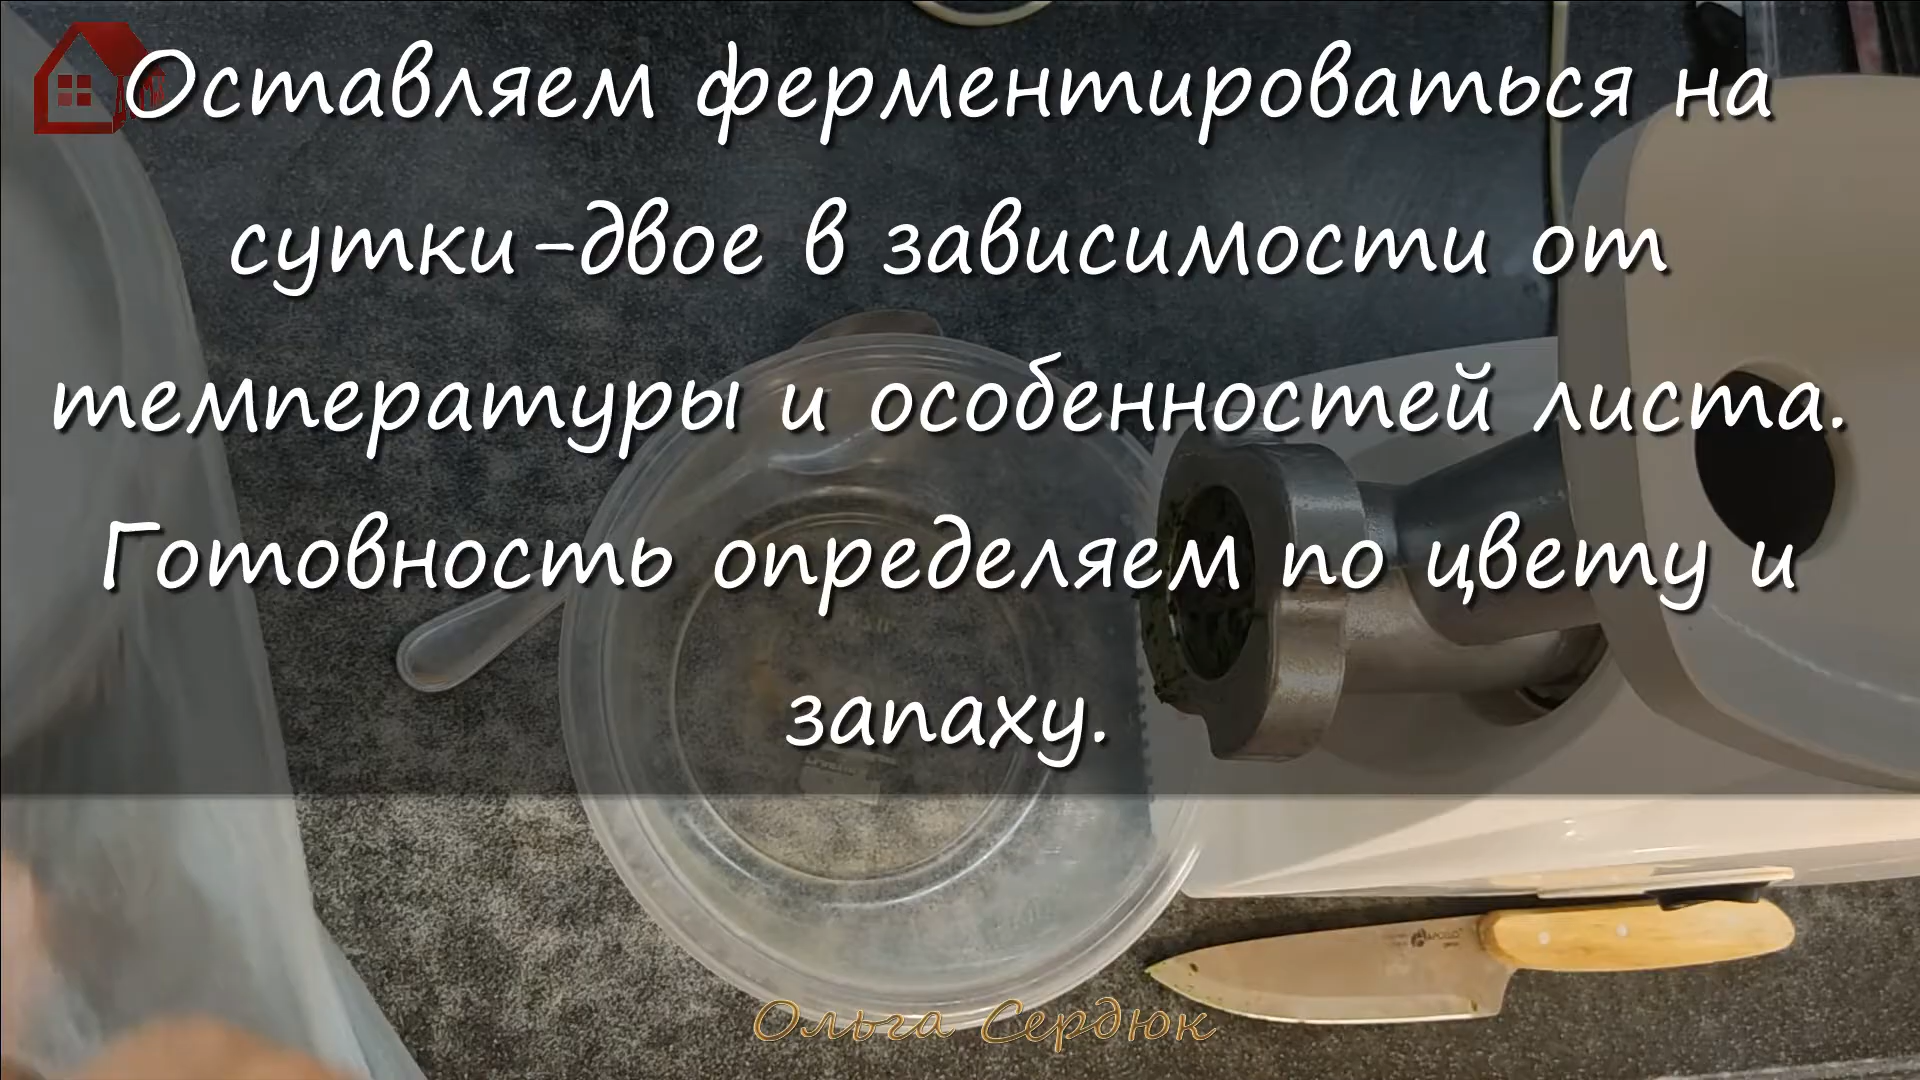 Оставляем ферментироваться на
сутки-двое в зависимости от
температуры и особенностей листа.
Готовность определяем по цвету и
запаху.
Ольга Сердюк